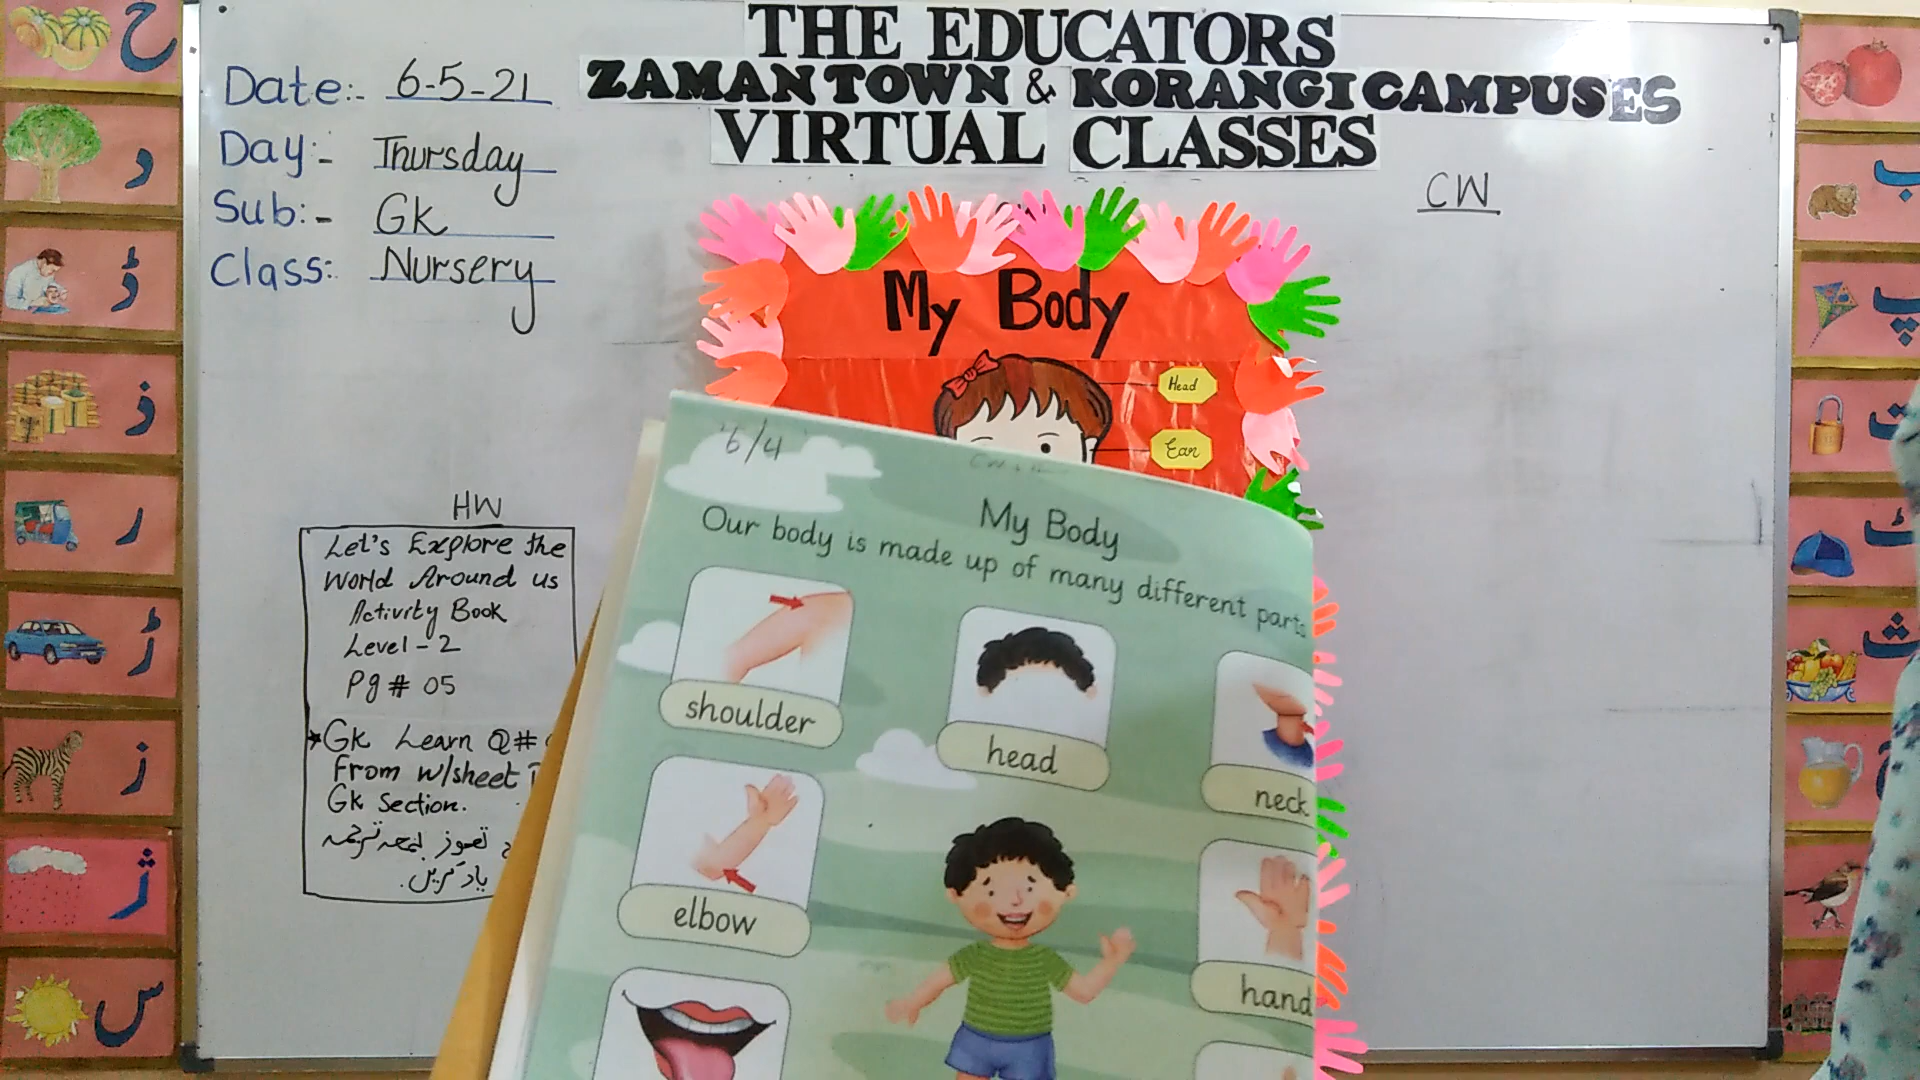 THE EDUCATORS
ZAMAN TOWN & KORANGI CAMPUSES
VIRTUAL CLASSES
Date:- 6-5-21
Day:- Thursday
Sub:- Gk
Class:- Nursery
CW
HW
Let's Explore the
World Around us
Activity Book
Level-2
Pg # 05
Gk Learn Q#
From w/sheet
Gk Section.
تعوز بمعہ ترجمہ
یاد کریں.
My Body
Head
Ear
6/4
My Body
Our body is made up of many different parts
shoulder
head
neck
elbow
hand
ح
د
ڈ
ذ
ر
ڑ
ز
ژ
س
ب
پ
ت
ٹ
ث